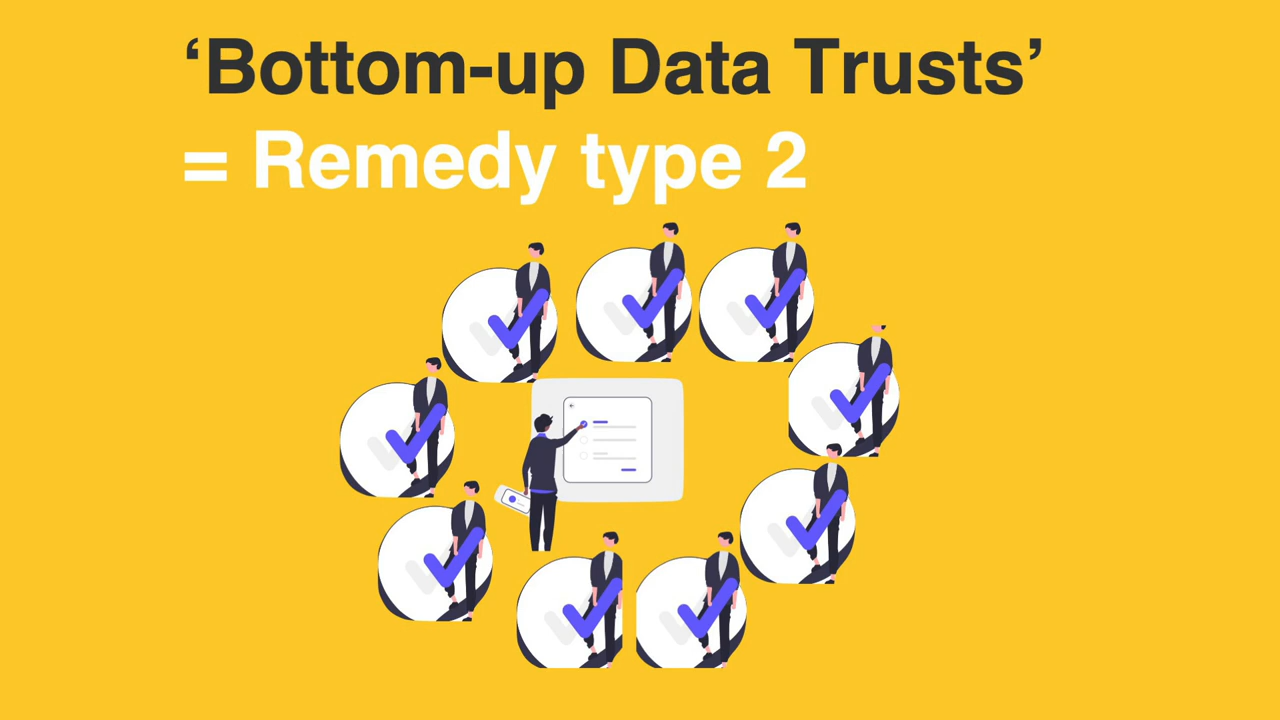 ‘Bottom-up Data Trusts’
= Remedy type 2